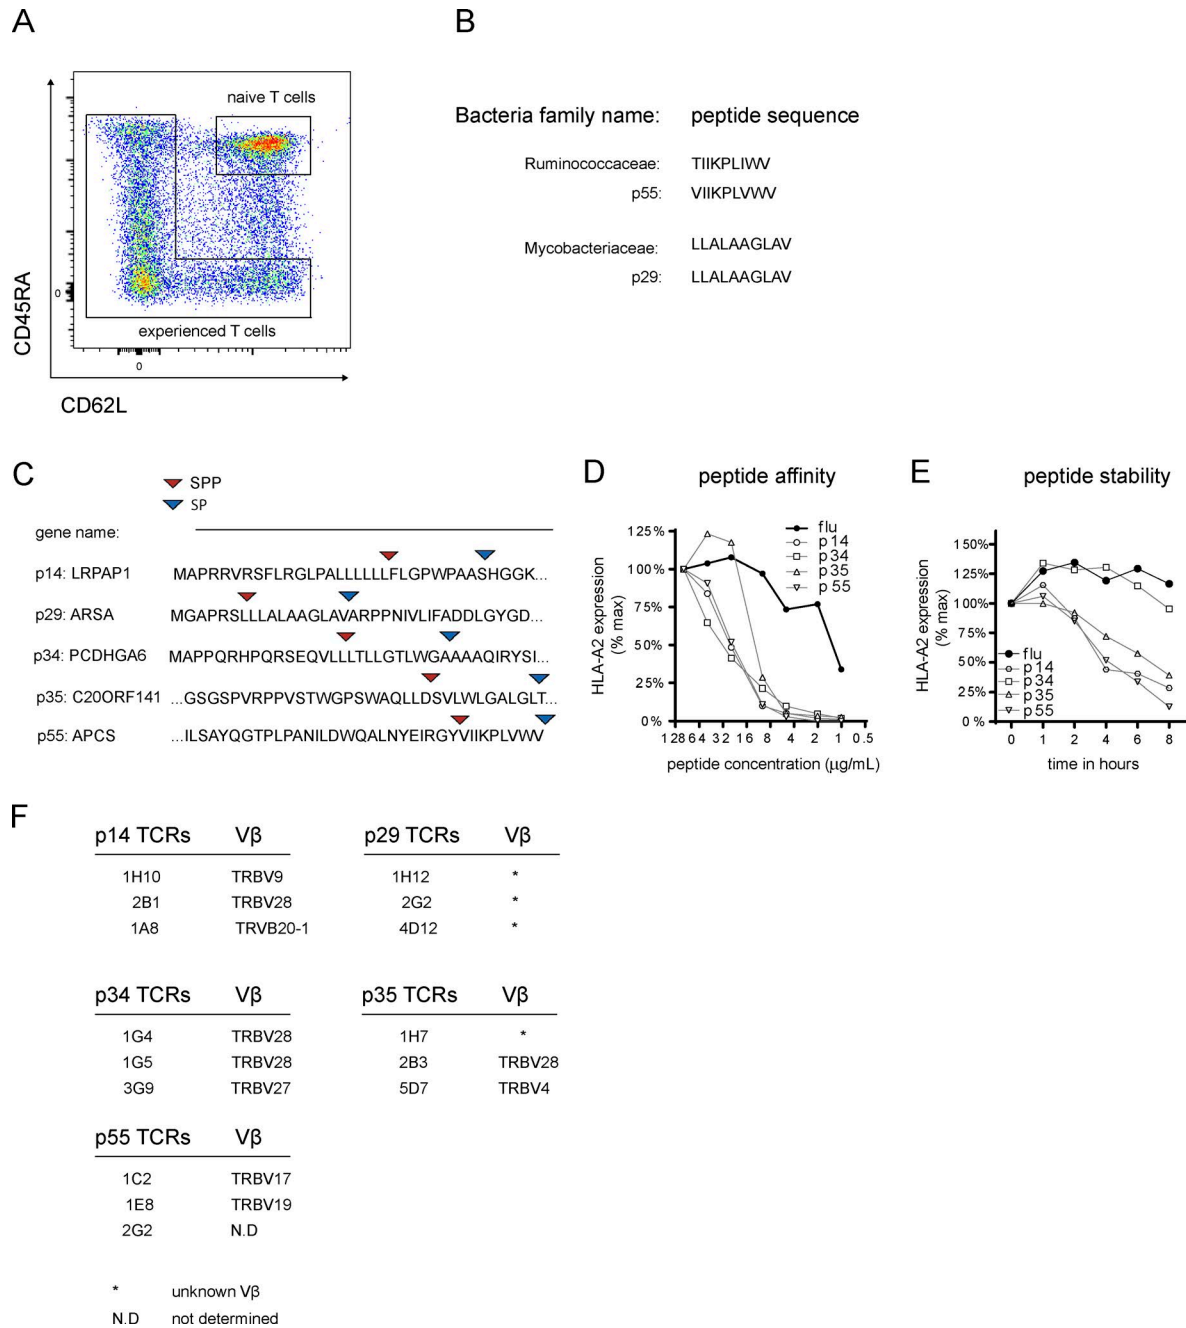 A
naive T cells
experienced T cells
CD45RA
0
0
CD62L
B
Bacteria family name: peptide sequence
Ruminococcaceae: TIIKPLIWV
p55: VIIKPLVWV
Mycobacteriaceae: LLALAAGLAV
p29: LLALAAGLAV
C
SPP
SP
gene name:
p14: LRPAP1 MAPRRVRSFLRGLPALLLLLLFLGPWPAASHGGK...
p29: ARSA MGAPRSLLLALAAGLAVARPPNIVLIFADDLGYGD...
p34: PCDHGA6 MAPPQRHPQRSEQVLLLTLLGTLWGAAAAQIRYSI...
p35: C20ORF141 ...GSGSPVRPPVSTWGPSWAQLLDSVLWLGALGLT...
p55: APCS ...ILSAYQGTPLPANILDWQALNYEIRGYVIIKPLVWV
D peptide affinity
flu
p14
p34
p35
p55
125%
100%
75%
50%
25%
0%
HLA-A2 expression
(% max)
128 64 32 16 8 4 2 1 0.5
peptide concentration (μg/mL)
E peptide stability
150%
125%
100%
75%
50%
25%
0%
flu
p14
p34
p35
p55
HLA-A2 expression
(% max)
0 1 2 4 6 8
time in hours
F
p14 TCRs Vβ
1H10 TRBV9
2B1 TRBV28
1A8 TRVB20-1
p29 TCRs Vβ
1H12 *
2G2 *
4D12 *
p34 TCRs Vβ
1G4 TRBV28
1G5 TRBV28
3G9 TRBV27
p35 TCRs Vβ
1H7 *
2B3 TRBV28
5D7 TRBV4
p55 TCRs Vβ
1C2 TRBV17
1E8 TRBV19
2G2 N.D
* unknown Vβ
N.D not determined